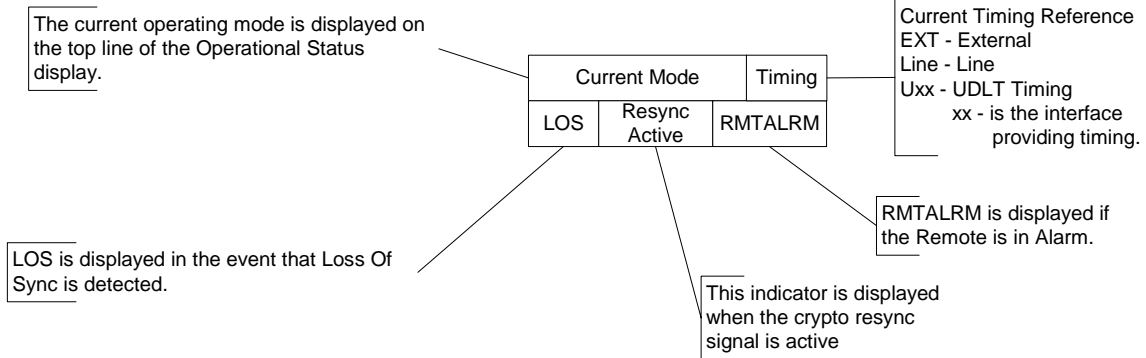 The current operating mode is displayed on
the top line of the Operational Status
display.
Current Timing Reference
EXT - External
Line - Line
Uxx - UDLT Timing
xx - is the interface
providing timing.
Current Mode
Timing
LOS
Resync
Active
RMTALRM
RMTALRM is displayed if
the Remote is in Alarm.
LOS is displayed in the event that Loss Of
Sync is detected.
This indicator is displayed
when the crypto resync
signal is active